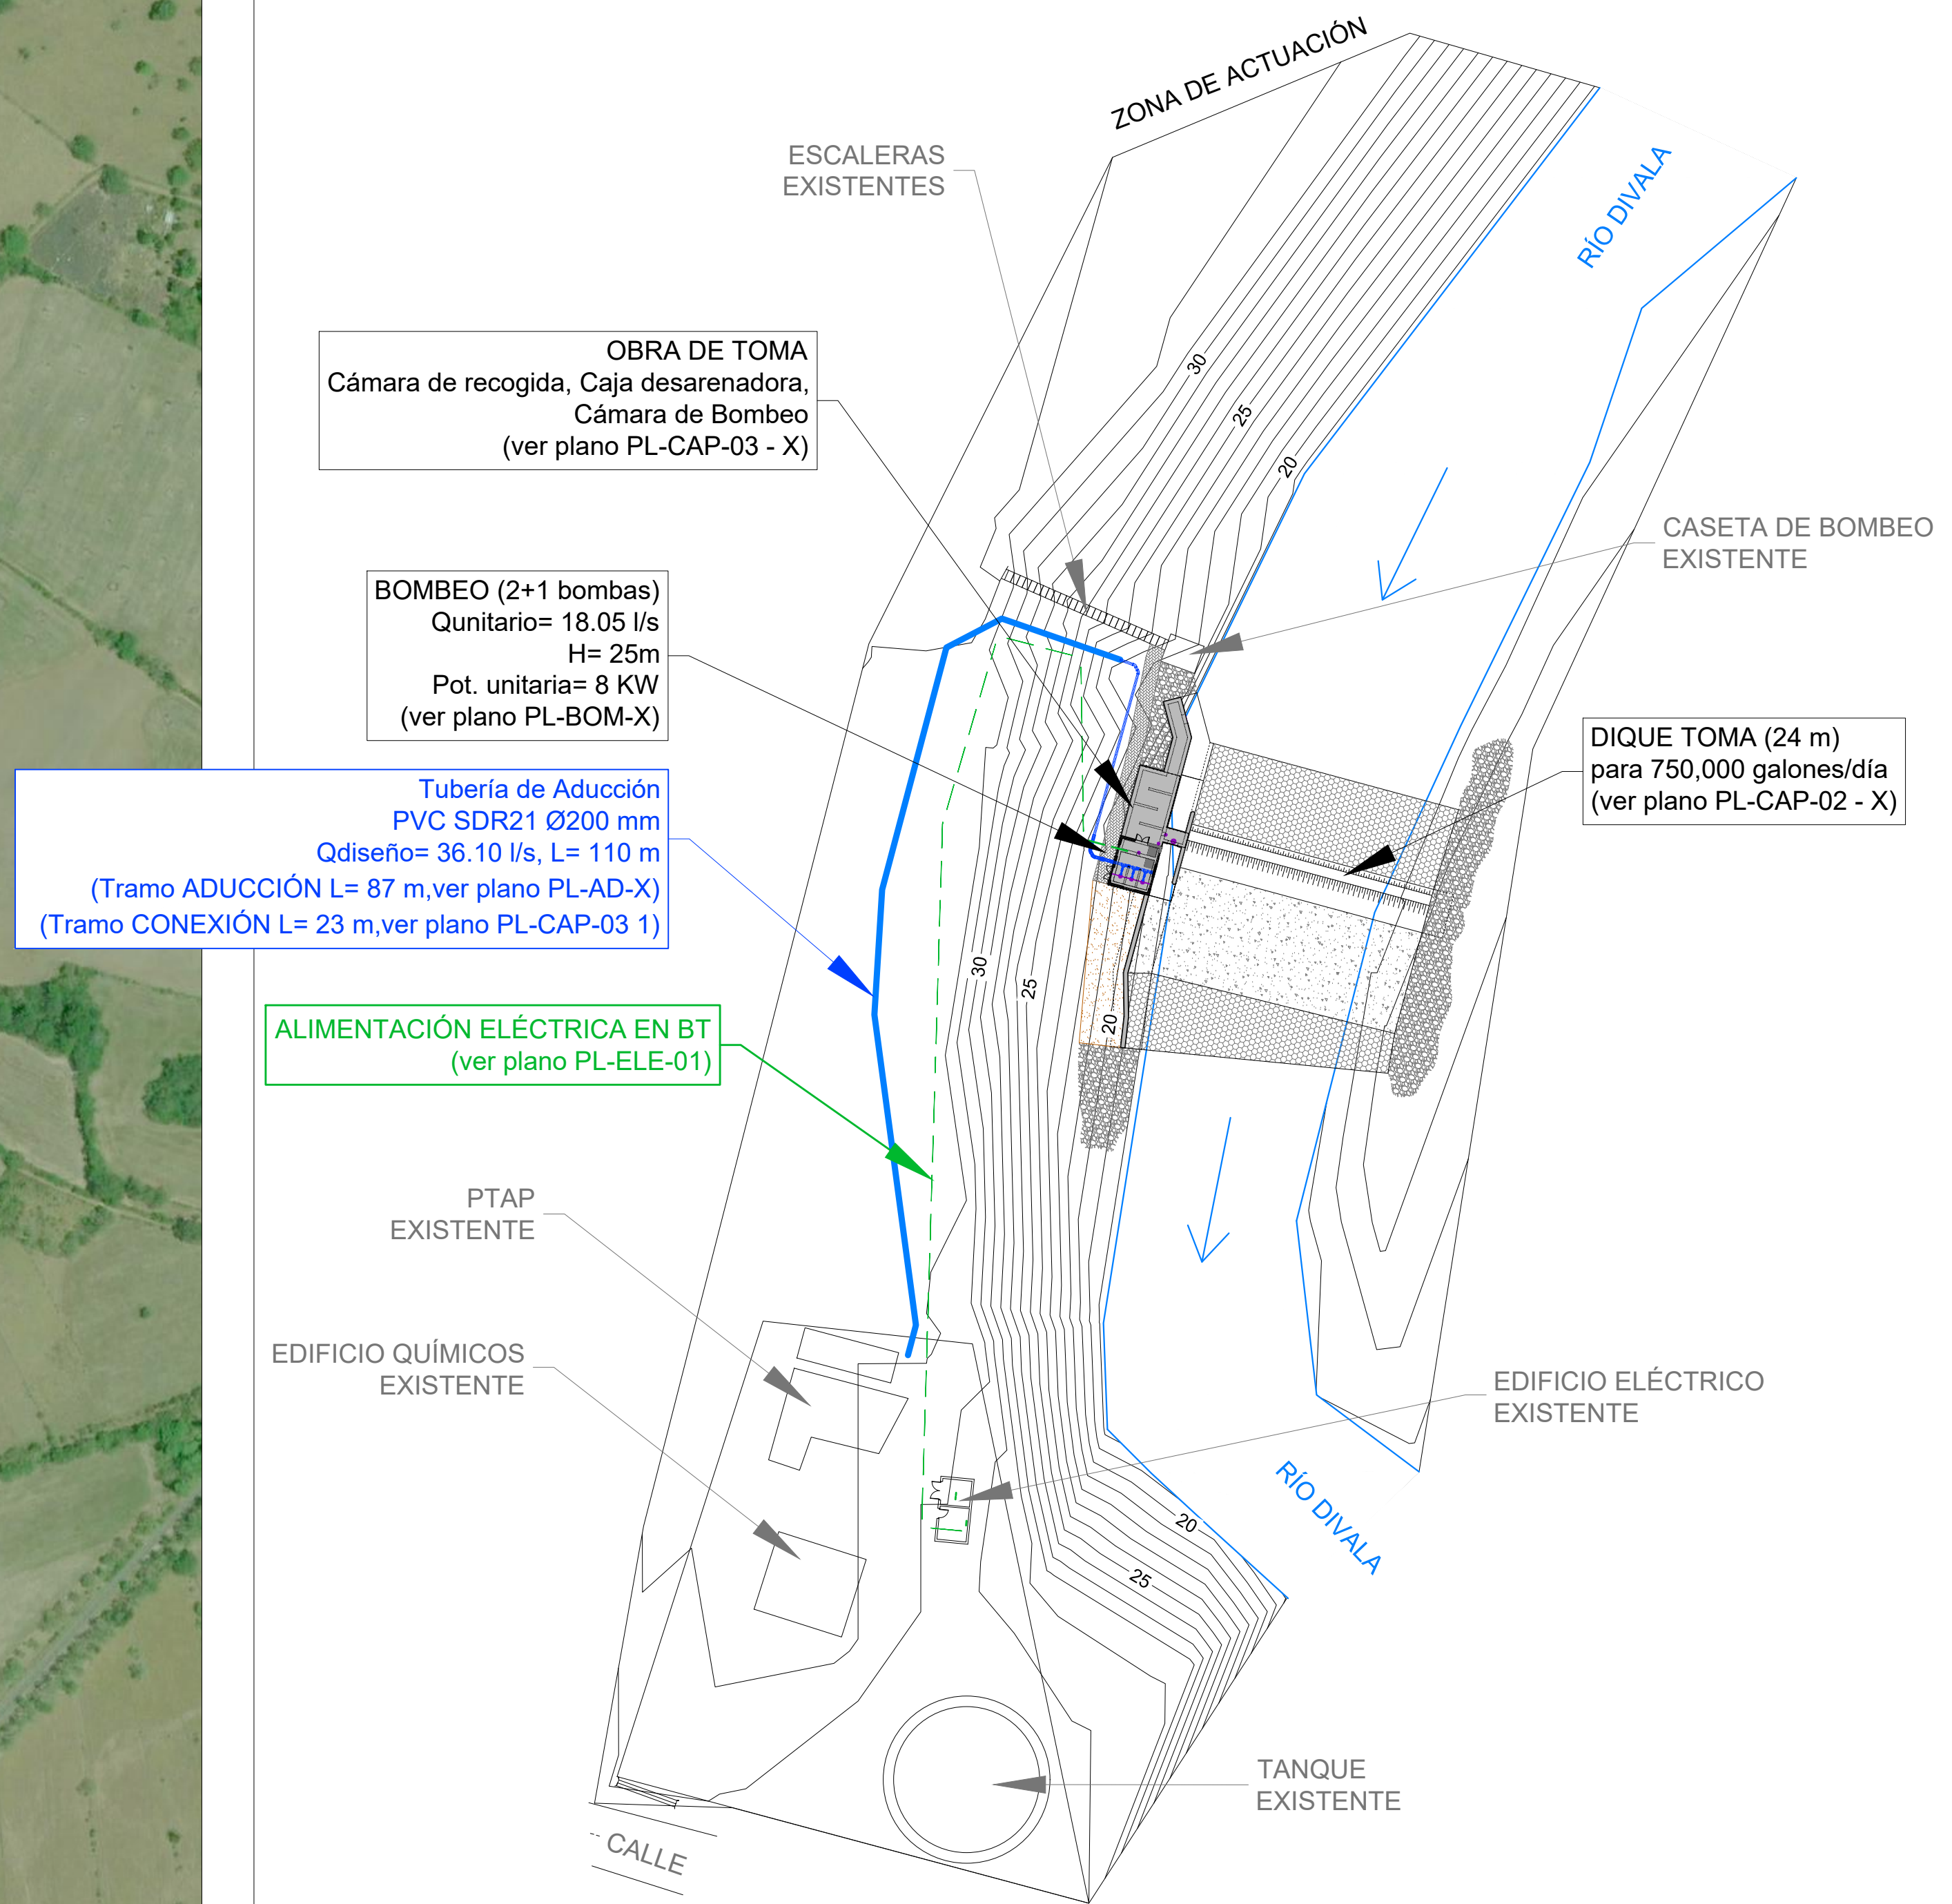 ZONA DE ACTUACIÓN
ESCALERAS
EXISTENTES
RÍO DIVALA
OBRA DE TOMA
Cámara de recogida, Caja desarenadora,
Cámara de Bombeo
(ver plano PL-CAP-03 - X)
30
25
20
CASETA DE BOMBEO
EXISTENTE
BOMBEO (2+1 bombas)
Qunitario= 18.05 l/s
H= 25m
Pot. unitaria= 8 KW
(ver plano PL-BOM-X)
DIQUE TOMA (24 m)
para 750,000 galones/día
(ver plano PL-CAP-02 - X)
Tubería de Aducción
PVC SDR21 Ø200 mm
Qdiseño= 36.10 l/s, L= 110 m
(Tramo ADUCCIÓN L= 87 m,ver plano PL-AD-X)
(Tramo CONEXIÓN L= 23 m,ver plano PL-CAP-03 1)
30
25
20
ALIMENTACIÓN ELÉCTRICA EN BT
(ver plano PL-ELE-01)
PTAP
EXISTENTE
EDIFICIO QUÍMICOS
EXISTENTE
EDIFICIO ELÉCTRICO
EXISTENTE
RÍO DIVALA
20
25
TANQUE
EXISTENTE
CALLE